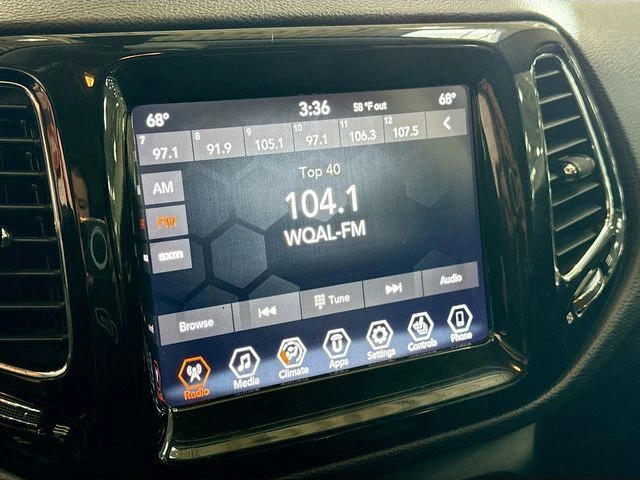 68° 3:36 58 °F out 68°
7 97.1 8 91.9 9 105.1 10 97.1 11 106.3 12 107.5 <
AM
FM
sxm
Top 40
104.1
WQAL-FM
Browse Tune Audio
Radio Media Climate Apps Settings Controls Phone